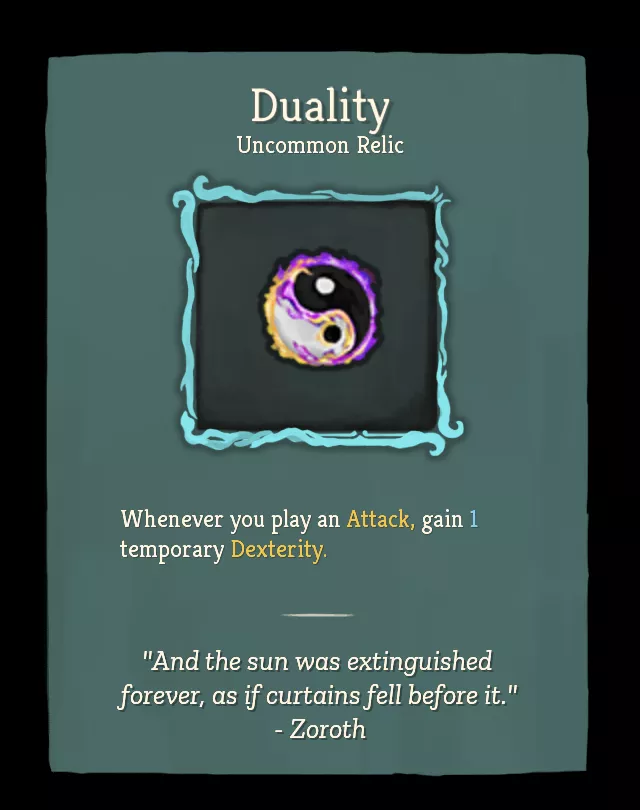 Duality
Uncommon Relic
Whenever you play an Attack, gain 1
temporary Dexterity.
"And the sun was extinguished
forever, as if curtains fell before it."
- Zoroth